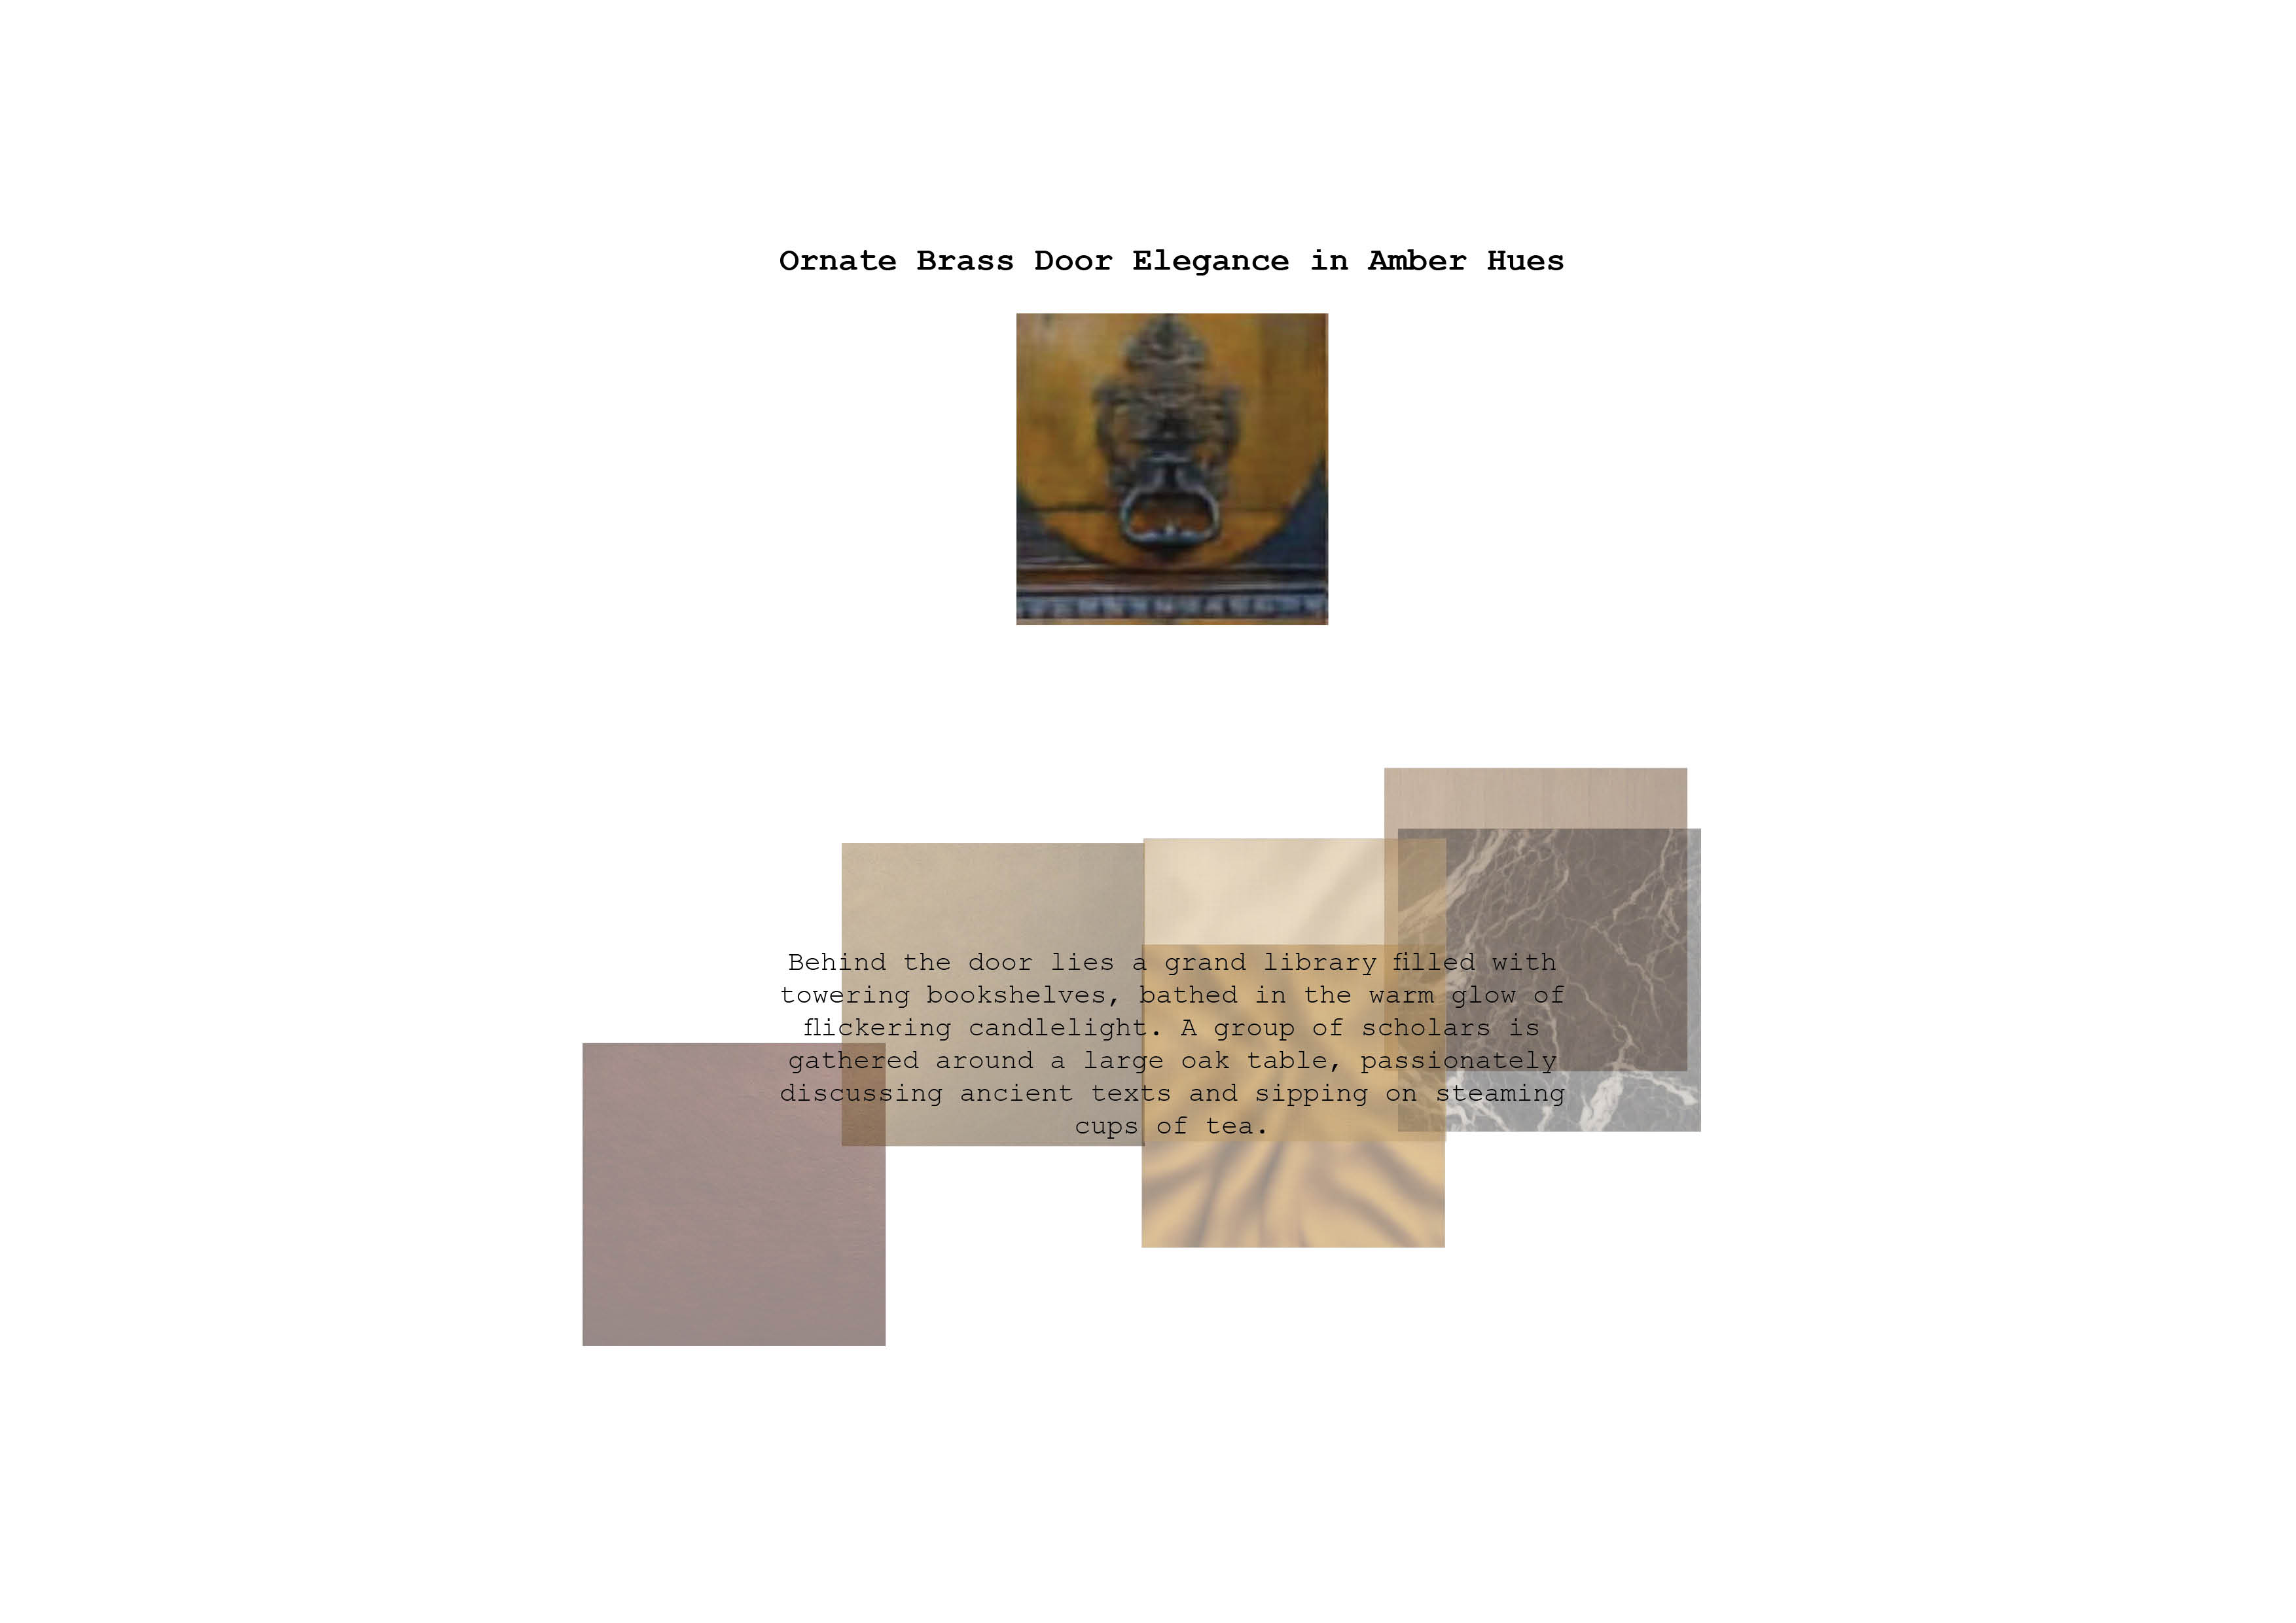 Ornate Brass Door Elegance in Amber Hues
Behind the door lies a grand library filled with
towering bookshelves, bathed in the warm glow of
flickering candlelight. A group of scholars is
gathered around a large oak table, passionately
discussing ancient texts and sipping on steaming
cups of tea.